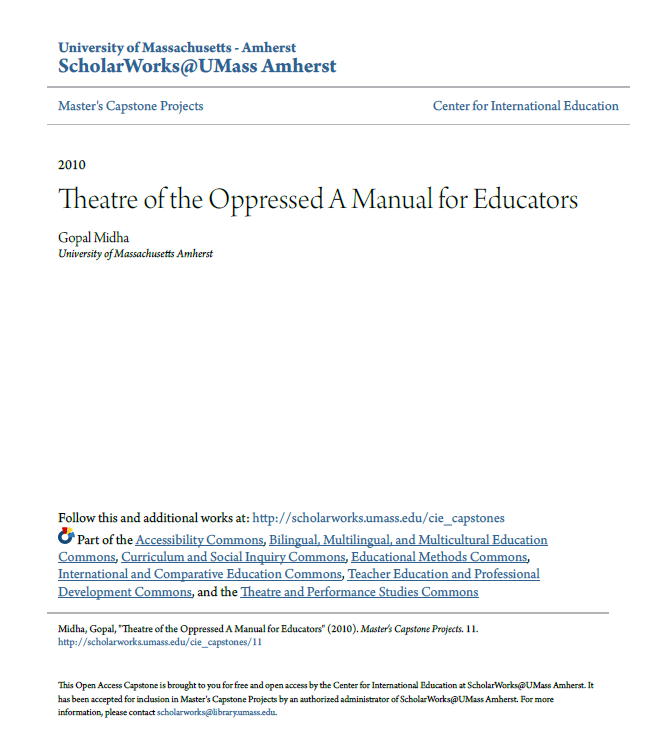 University of Massachusetts - Amherst
ScholarWorks@UMass Amherst
Master's Capstone Projects
Center for International Education
2010
Theatre of the Oppressed A Manual for Educators
Gopal Midha
University of Massachusetts Amherst
Follow this and additional works at: http://scholarworks.umass.edu/cie_capstones
Part of the Accessibility Commons, Bilingual, Multilingual, and Multicultural Education
Commons, Curriculum and Social Inquiry Commons, Educational Methods Commons,
International and Comparative Education Commons, Teacher Education and Professional
Development Commons, and the Theatre and Performance Studies Commons
Midha, Gopal, "Theatre of the Oppressed A Manual for Educators" (2010). Master's Capstone Projects. 11.
http://scholarworks.umass.edu/cie_capstones/11
This Open Access Capstone is brought to you for free and open access by the Center for International Education at ScholarWorks@UMass Amherst. It
has been accepted for inclusion in Master's Capstone Projects by an authorized administrator of ScholarWorks@UMass Amherst. For more
information, please contact scholarworks@library.umass.edu.